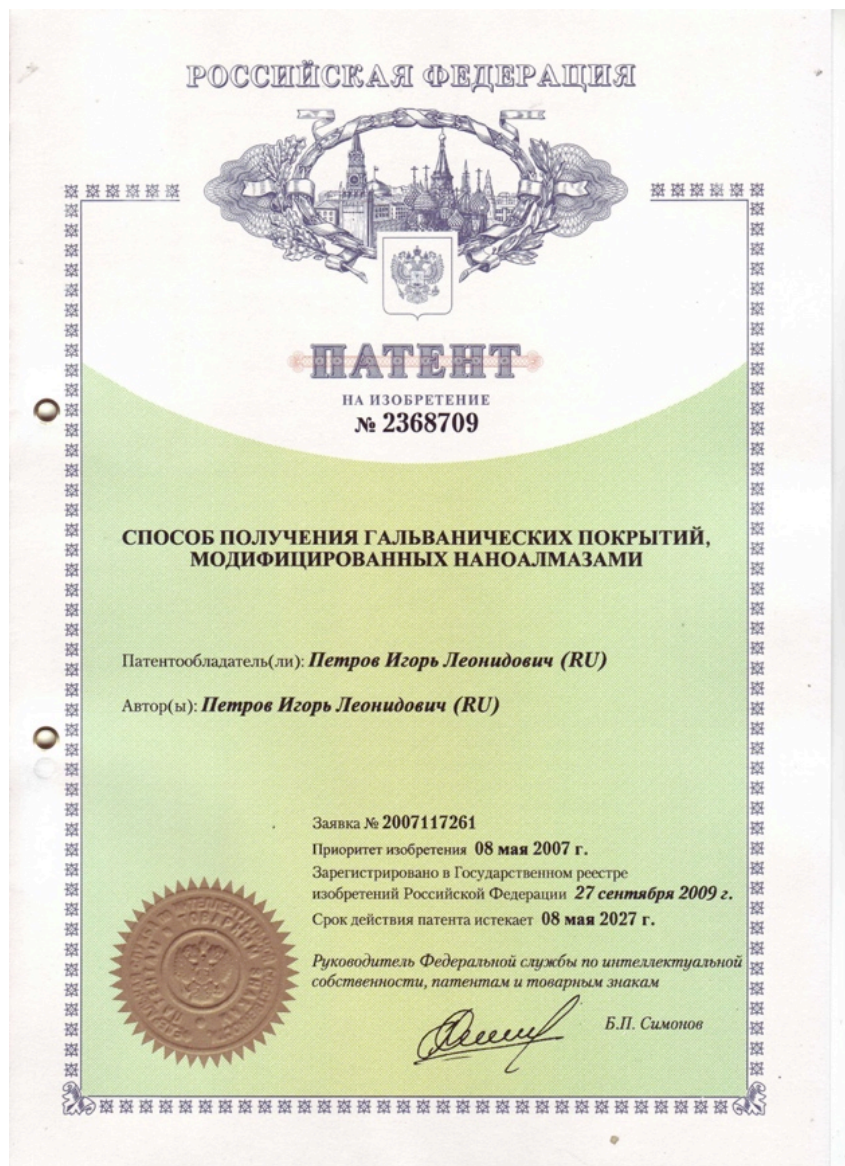 РОССИЙСКАЯ ФЕДЕРАЦИЯ
ПАТЕНТ
НА ИЗОБРЕТЕНИЕ
№ 2368709
СПОСОБ ПОЛУЧЕНИЯ ГАЛЬВАНИЧЕСКИХ ПОКРЫТИЙ,
МОДИФИЦИРОВАННЫХ НАНОАЛМАЗАМИ
Патентообладатель(ли): Петров Игорь Леонидович (RU)
Автор(ы): Петров Игорь Леонидович (RU)
Заявка № 2007117261
Приоритет изобретения 08 мая 2007 г.
Зарегистрировано в Государственном реестре
изобретений Российской Федерации 27 сентября 2009 г.
Срок действия патента истекает 08 мая 2027 г.
Руководитель Федеральной службы по интеллектуальной
собственности, патентам и товарным знакам
Б.П. Симонов